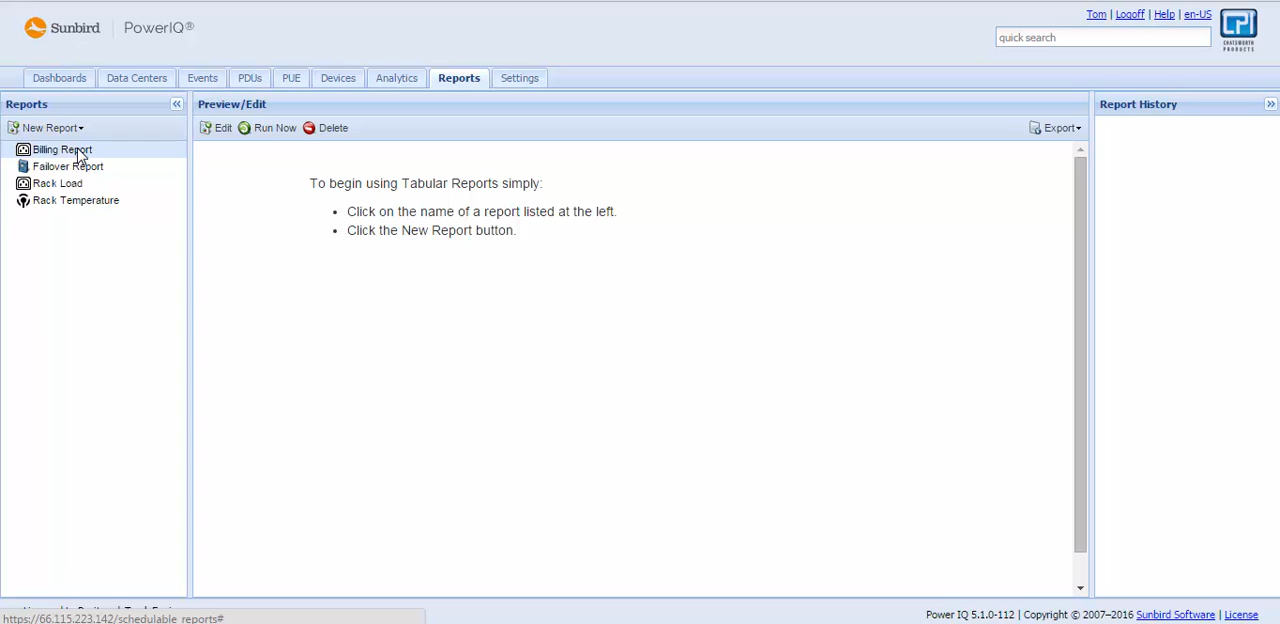 Sunbird PowerIQ®
Tom | Logoff | Help | en-US
quick search
CPI
CHATSWORTH
PRODUCTS
Dashboards Data Centers Events PDUs PUE Devices Analytics Reports Settings
Reports
Preview/Edit
Report History
New Report
Edit Run Now Delete
Export
Billing Report
Failover Report
Rack Load
Rack Temperature
To begin using Tabular Reports simply:
• Click on the name of a report listed at the left.
• Click the New Report button.
https://66.115.223.142/schedulable_reports#
Power IQ 5.1.0-112 | Copyright © 2007–2016 Sunbird Software | License